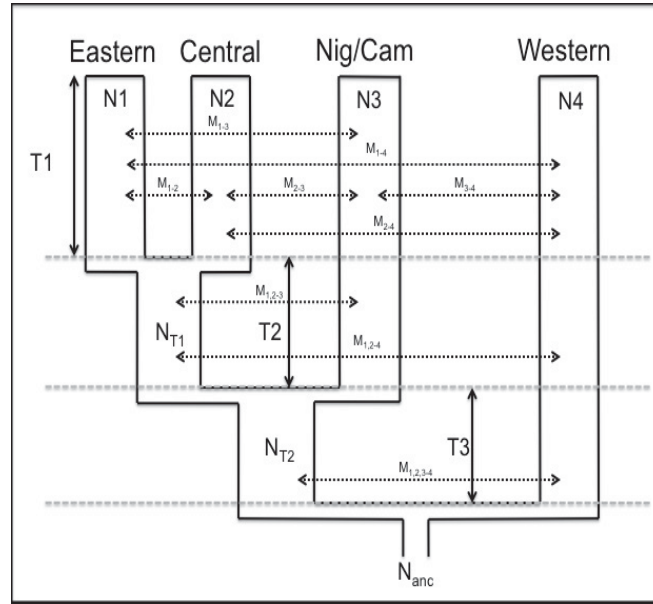 Eastern Central Nig/Cam Western
N1 N2 N3 N4
M1-3
M1-4
T1
M1-2 M2-3 M3-4
M2-4
M1,2-3
NT1 T2
M1,2-4
NT2 T3
M1,2,3-4
Nanc